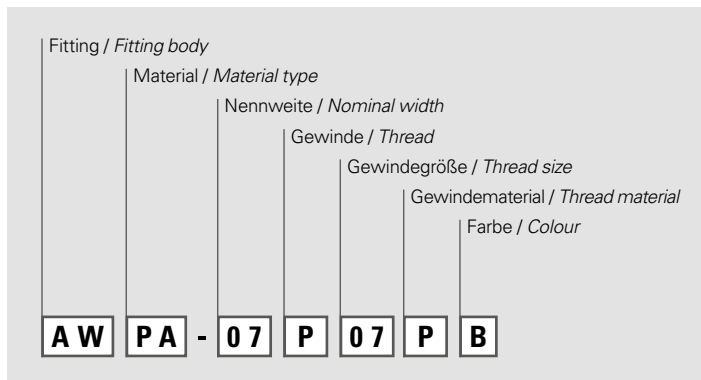 Fitting / Fitting body
Material / Material type
Nennweite / Nominal width
Gewinde / Thread
Gewindegröße / Thread size
Gewindematerial / Thread material
Farbe / Colour
AW PA - 07 P 07 P B